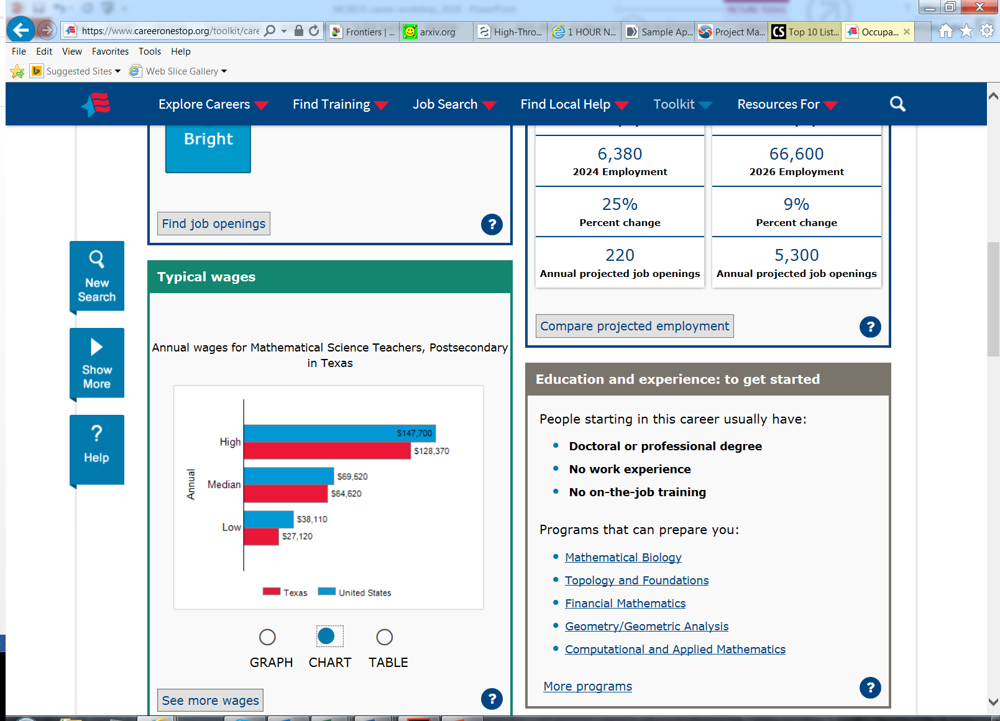 MCBIOS career workshop_2018 - PowerPoint
PICTURE TOOLS
https://www.careeronestop.org/toolkit/care
Frontiers | ...
arxiv.org
High-Thro...
1 HOUR N...
Sample Ap...
Project Ma...
CS Top 10 List...
Occupa...
File Edit View Favorites Tools Help
Suggested Sites
Web Slice Gallery
Explore Careers
Find Training
Job Search
Find Local Help
Toolkit
Resources For
Bright
Find job openings
?
6,380
2024 Employment
25%
Percent change
220
Annual projected job openings
66,600
2026 Employment
9%
Percent change
5,300
Annual projected job openings
Compare projected employment
?
New
Search
Show
More
?
Help
Typical wages
Annual wages for Mathematical Science Teachers, Postsecondary
in Texas
Annual
High
$147,700
$128,370
Median
$69,520
$64,620
Low
$38,110
$27,120
Texas
United States
GRAPH
CHART
TABLE
See more wages
?
Education and experience: to get started
People starting in this career usually have:
Doctoral or professional degree
No work experience
No on-the-job training
Programs that can prepare you:
Mathematical Biology
Topology and Foundations
Financial Mathematics
Geometry/Geometric Analysis
Computational and Applied Mathematics
More programs
?